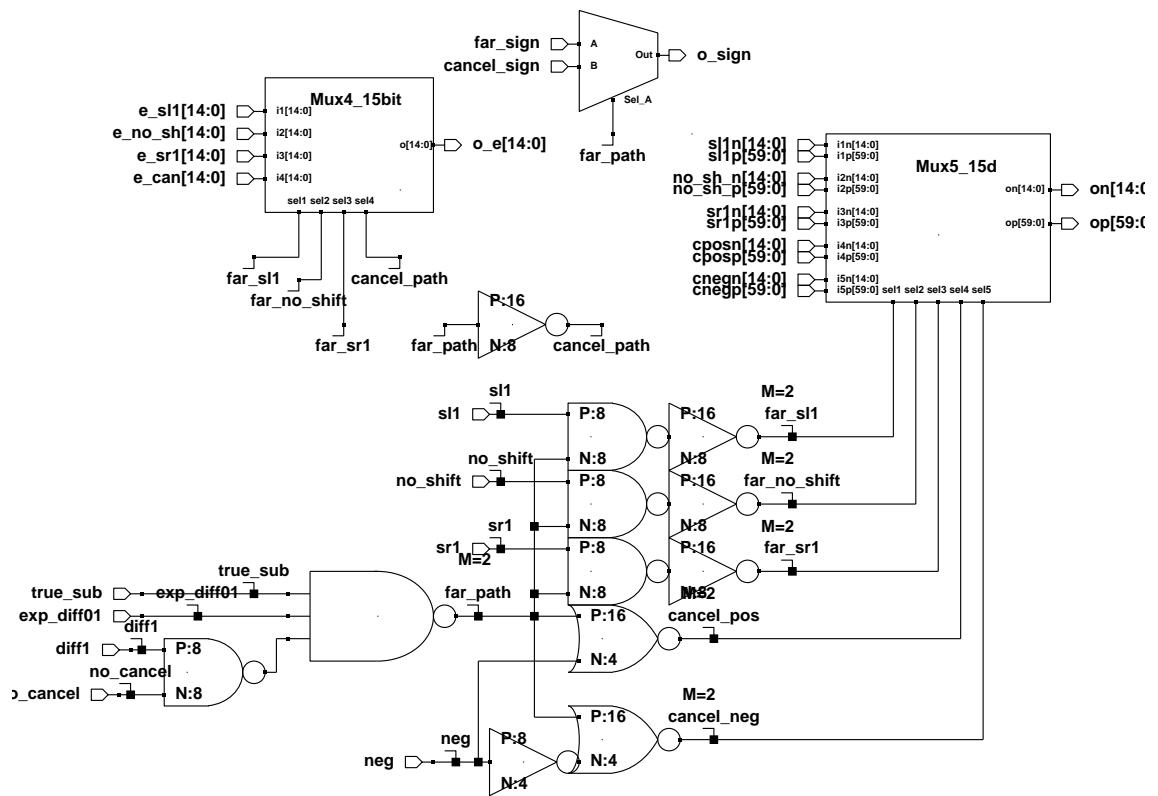 far_sign
A
Out
o_sign
cancel_sign
B
Sel_A
far_path
Mux4_15bit
e_sl1[14:0]
i1[14:0]
e_no_sh[14:0]
i2[14:0]
e_sr1[14:0]
i3[14:0]
e_can[14:0]
i4[14:0]
o[14:0]
o_e[14:0]
sel1 sel2 sel3 sel4
far_sl1
cancel_path
far_no_shift
far_sr1
Mux5_15d
sl1n[14:0]
i1n[14:0]
sl1p[59:0]
i1p[59:0]
no_sh_n[14:0]
i2n[14:0]
no_sh_p[59:0]
i2p[59:0]
sr1n[14:0]
i3n[14:0]
sr1p[59:0]
i3p[59:0]
cposn[14:0]
i4n[14:0]
cposp[59:0]
i4p[59:0]
cnegn[14:0]
i5n[14:0]
cnegp[59:0]
i5p[59:0]
sel1 sel2 sel3 sel4 sel5
on[14:0]
on[14:0
op[59:0]
op[59:0
P:16
far_path
N:8
cancel_path
sl1
sl1
P:8
N:8
P:16
N:8
M=2
far_sl1
no_shift
no_shift
P:8
N:8
P:16
N:8
M=2
far_no_shift
sr1
sr1
P:8
N:8
P:16
N:8
M=2
far_sr1
M=2
true_sub
true_sub
exp_diff01
exp_diff01
far_path
diff1
diff1
no_cancel
o_cancel
P:8
N:8
M=2
P:16
N:4
cancel_pos
M=2
P:16
N:4
cancel_neg
neg
neg
P:8
N:4